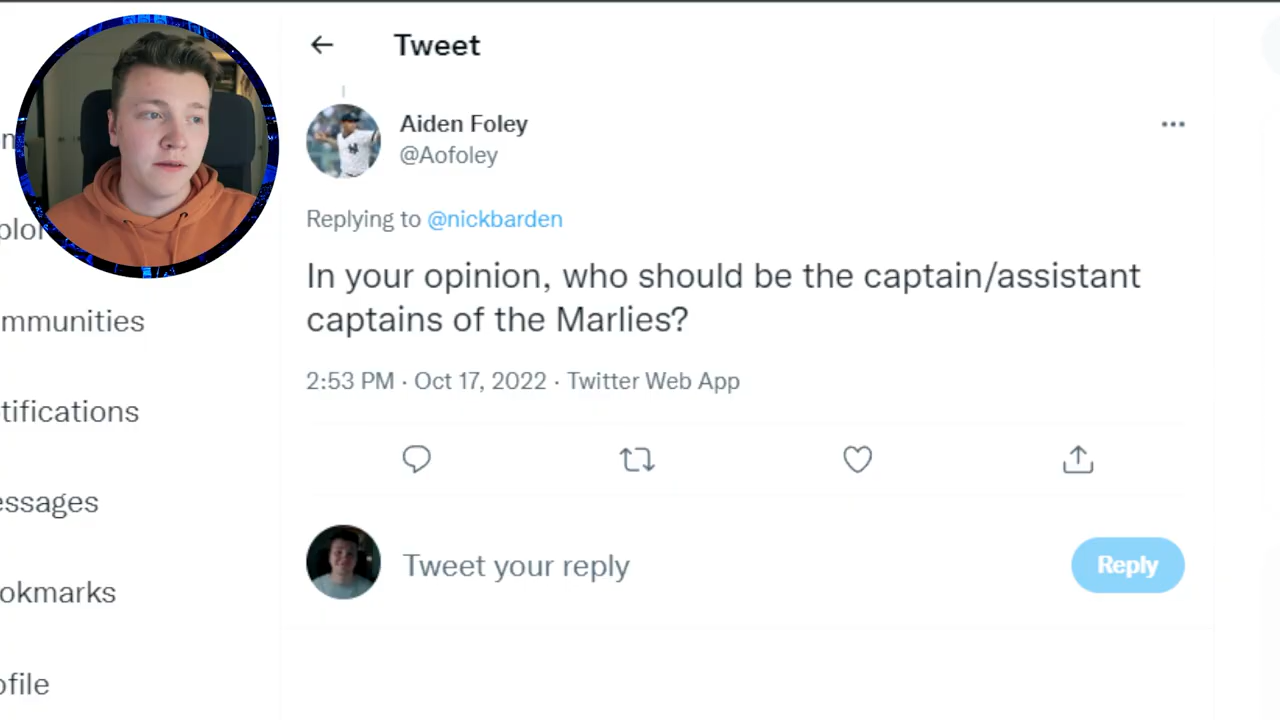 Tweet
Aiden Foley
@Aofoley
Replying to @nickbarden
In your opinion, who should be the captain/assistant
captains of the Marlies?
2:53 PM · Oct 17, 2022 · Twitter Web App
Tweet your reply
Reply
plor
mmunities
tifications
essages
okmarks
ofile